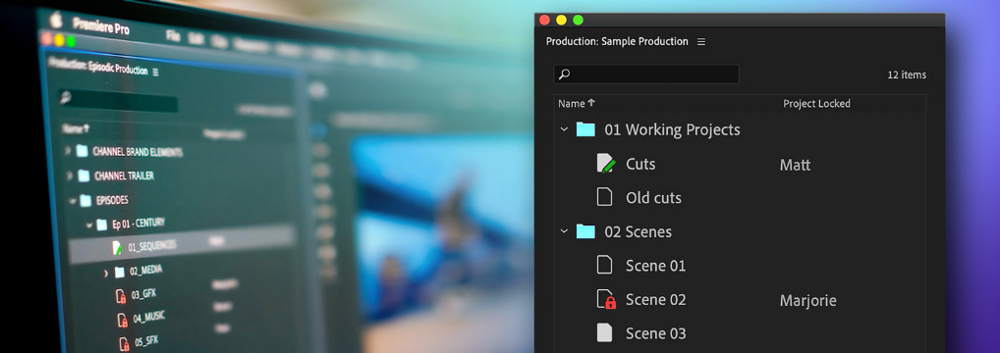 Premiere Pro
File Edit
Production: Episodic Production
Name
CHANNEL BRAND ELEMENTS
CHANNEL TRAILER
EPISODES
Ep 01 - CENTURY
01_SEQUENCES
02_MEDIA
03_GFX
04_MUSIC
05_SFX
Production: Sample Production
12 items
Name Project Locked
01 Working Projects
Cuts Matt
Old cuts
02 Scenes
Scene 01
Scene 02 Marjorie
Scene 03